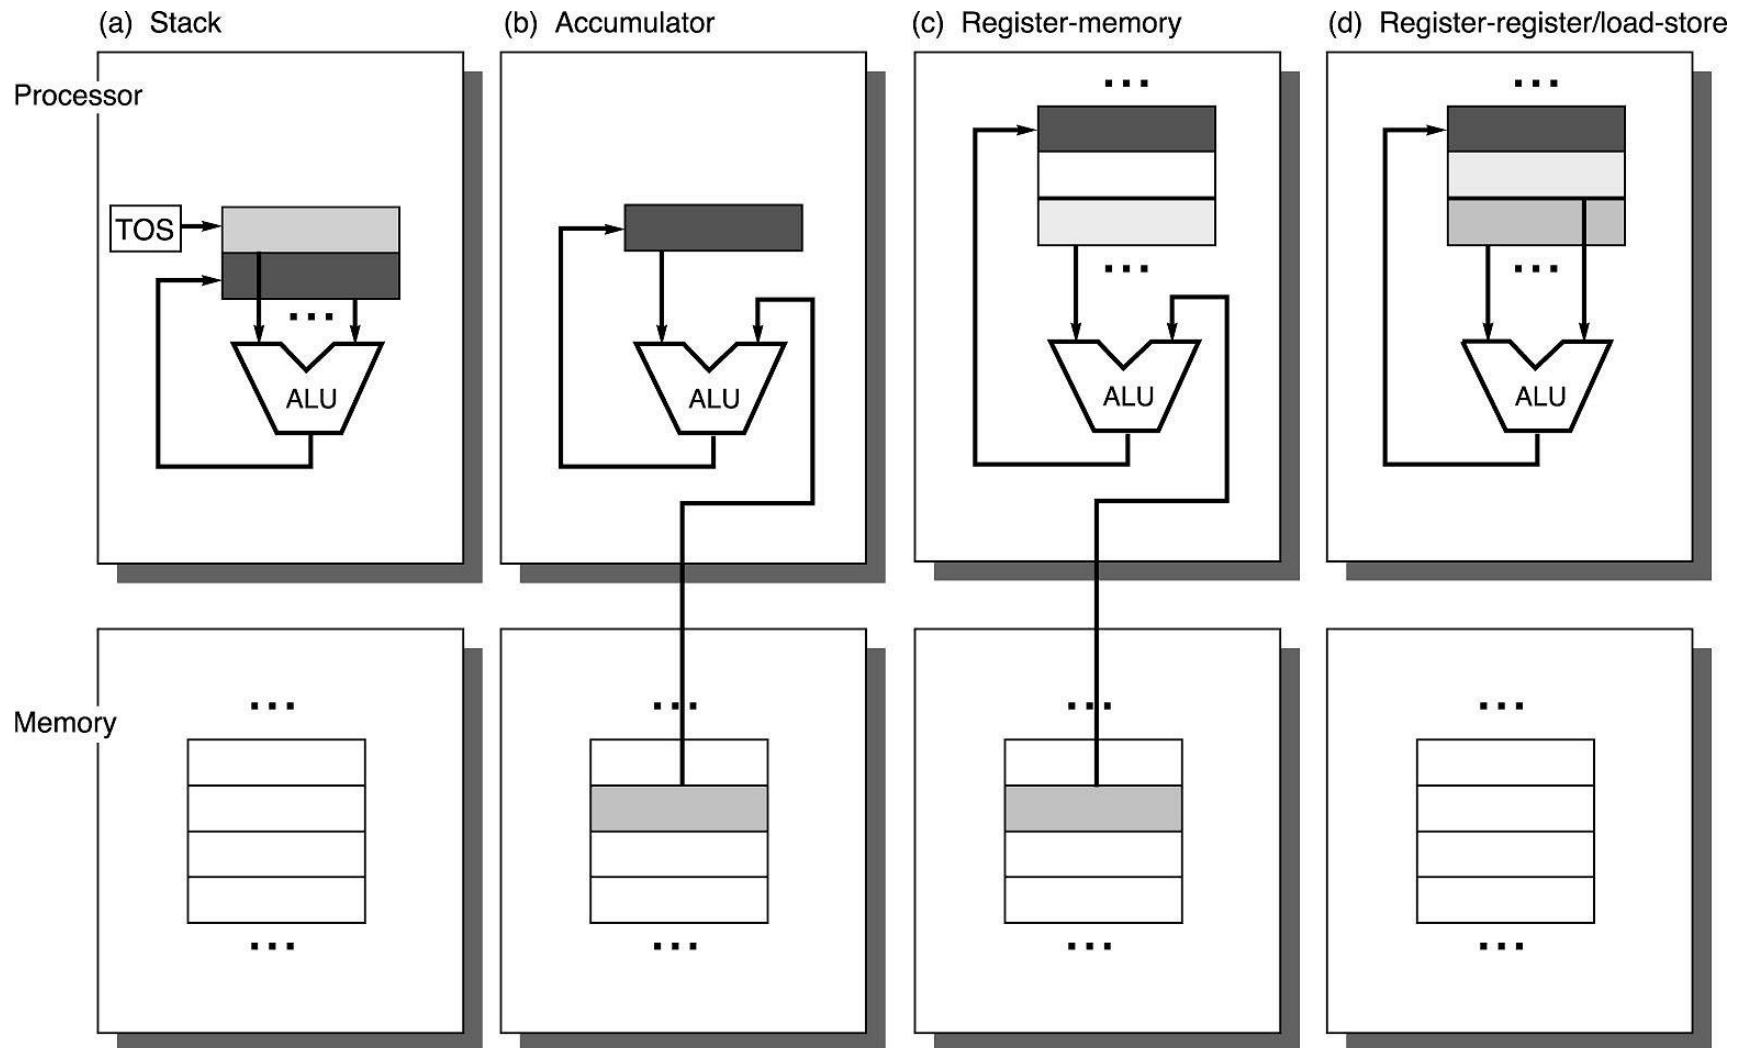 (a) Stack
(b) Accumulator
(c) Register-memory
(d) Register-register/load-store
Processor
...
...
TOS
...
...
...
ALU
ALU
ALU
ALU
Memory
...
...
...
...
...
...
...
...